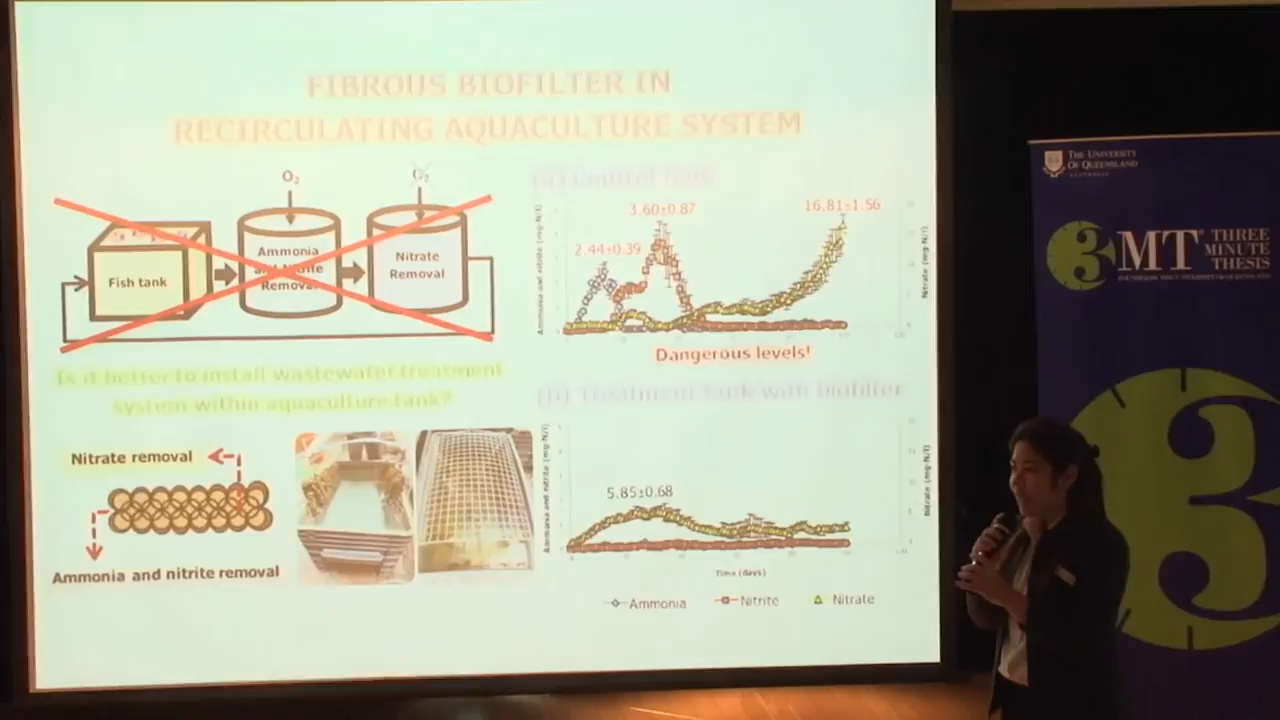 FIBROUS BIOFILTER IN
RECIRCULATING AQUACULTURE SYSTEM
O₂
O₂
Fish tank
Ammonia
and Nitrite
Removal
Nitrate
Removal
Is it better to install wastewater treatment
system within aquaculture tank?
Nitrate removal
Ammonia and nitrite removal
(a) Control tank
3.60±0.87
16.81±1.56
2.44±0.39
Ammonia and nitrite (mg-N/l)
Nitrate (mg-N/l)
Dangerous levels!
(b) Treatment tank with biofilter
5.85±0.68
Ammonia and nitrite (mg-N/l)
Nitrate (mg-N/l)
Time (days)
Ammonia
Nitrite
Nitrate
THE UNIVERSITY
OF QUEENSLAND
AUSTRALIA
3MT THREE
MINUTE
THESIS
3